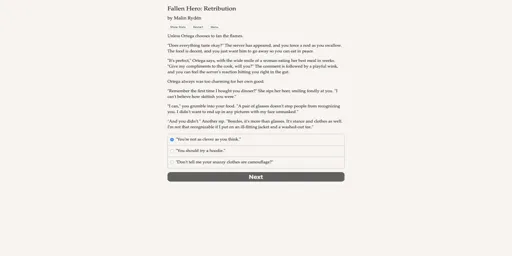 Fallen Hero: Retribution
by Malin Rydén
Show Stats Restart Menu
Unless Ortega chooses to fan the flames.
"Does everything taste okay?" The server has appeared, and you force a nod as you swallow.
The food is decent, and you just want him to go away so you can eat in peace.
"It's perfect," Ortega says, with the wide smile of a woman eating her best meal in weeks.
"Give my compliments to the cook, will you?" The comment is followed by a playful wink,
and you can feel the server's reaction hitting you right in the gut.
Ortega always was too charming for her own good.
"Remember the first time I bought you dinner?" She sips her beer, smiling fondly at you. "I
can't believe how skittish you were."
"I can," you grumble into your food. "A pair of glasses doesn't stop people from recognizing
you. I didn't want to end up in any pictures with my face unmasked."
"And you didn't." Another sip. "Besides, it's more than glasses. It's stance and clothes as well.
I'm not that recognizable if I put on an ill-fitting jacket and a washed-out tee."
"You're not as clever as you think."
"You should try a hoodie."
"Don't tell me your snazzy clothes are camouflage?"
Next